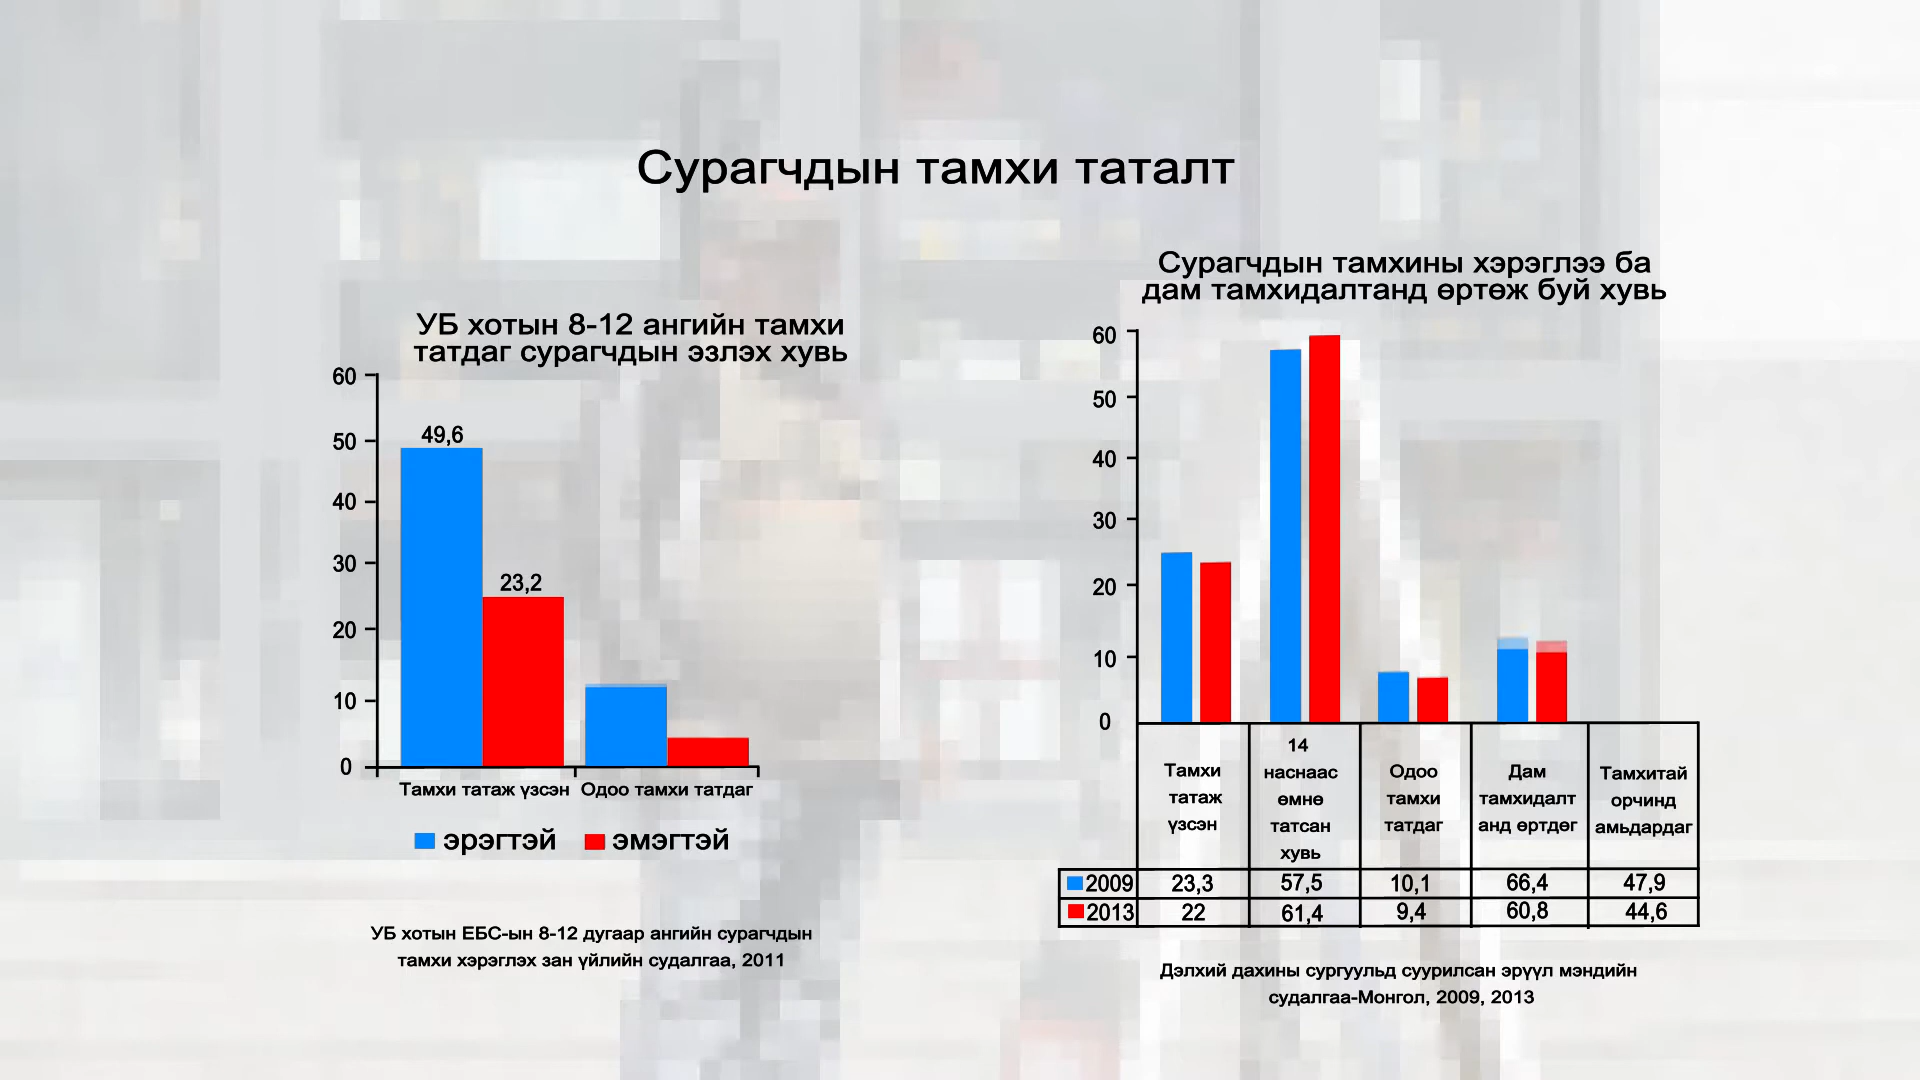 Сурагчдын тамхи таталт
УБ хотын 8-12 ангийн тамхи
татдаг сурагчдын эзлэх хувь
60
50
40
30
20
10
0
49,6
23,2
Тамхи татаж үзсэн Одоо тамхи татдаг
эрэгтэй эмэгтэй
УБ хотын ЕБС-ын 8-12 дугаар ангийн сурагчдын
тамхи хэрэглэх зан үйлийн судалгаа, 2011
Сурагчдын тамхины хэрэглээ ба
дам тамхидалтанд өртөж буй хувь
60
50
40
30
20
10
0
Тамхи
татаж
үзсэн
14
наснаас
өмнө
татсан
хувь
Одоо
тамхи
татдаг
Дам
тамхидалт
анд өртдөг
Тамхитай
орчинд
амьдардаг
2009 23,3 57,5 10,1 66,4 47,9
2013 22 61,4 9,4 60,8 44,6
Дэлхий дахины сургуульд суурилсан эрүүл мэндийн
судалгаа-Монгол, 2009, 2013